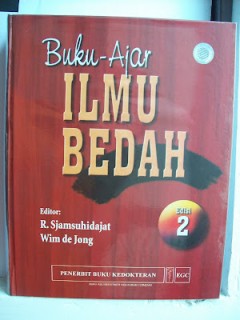 Buku-Ajar
ILMU
BEDAH
Edisi
2
Editor:
R. Sjamsuhidajat
Wim de Jong
PENERBIT BUKU KEDOKTERAN
EGC